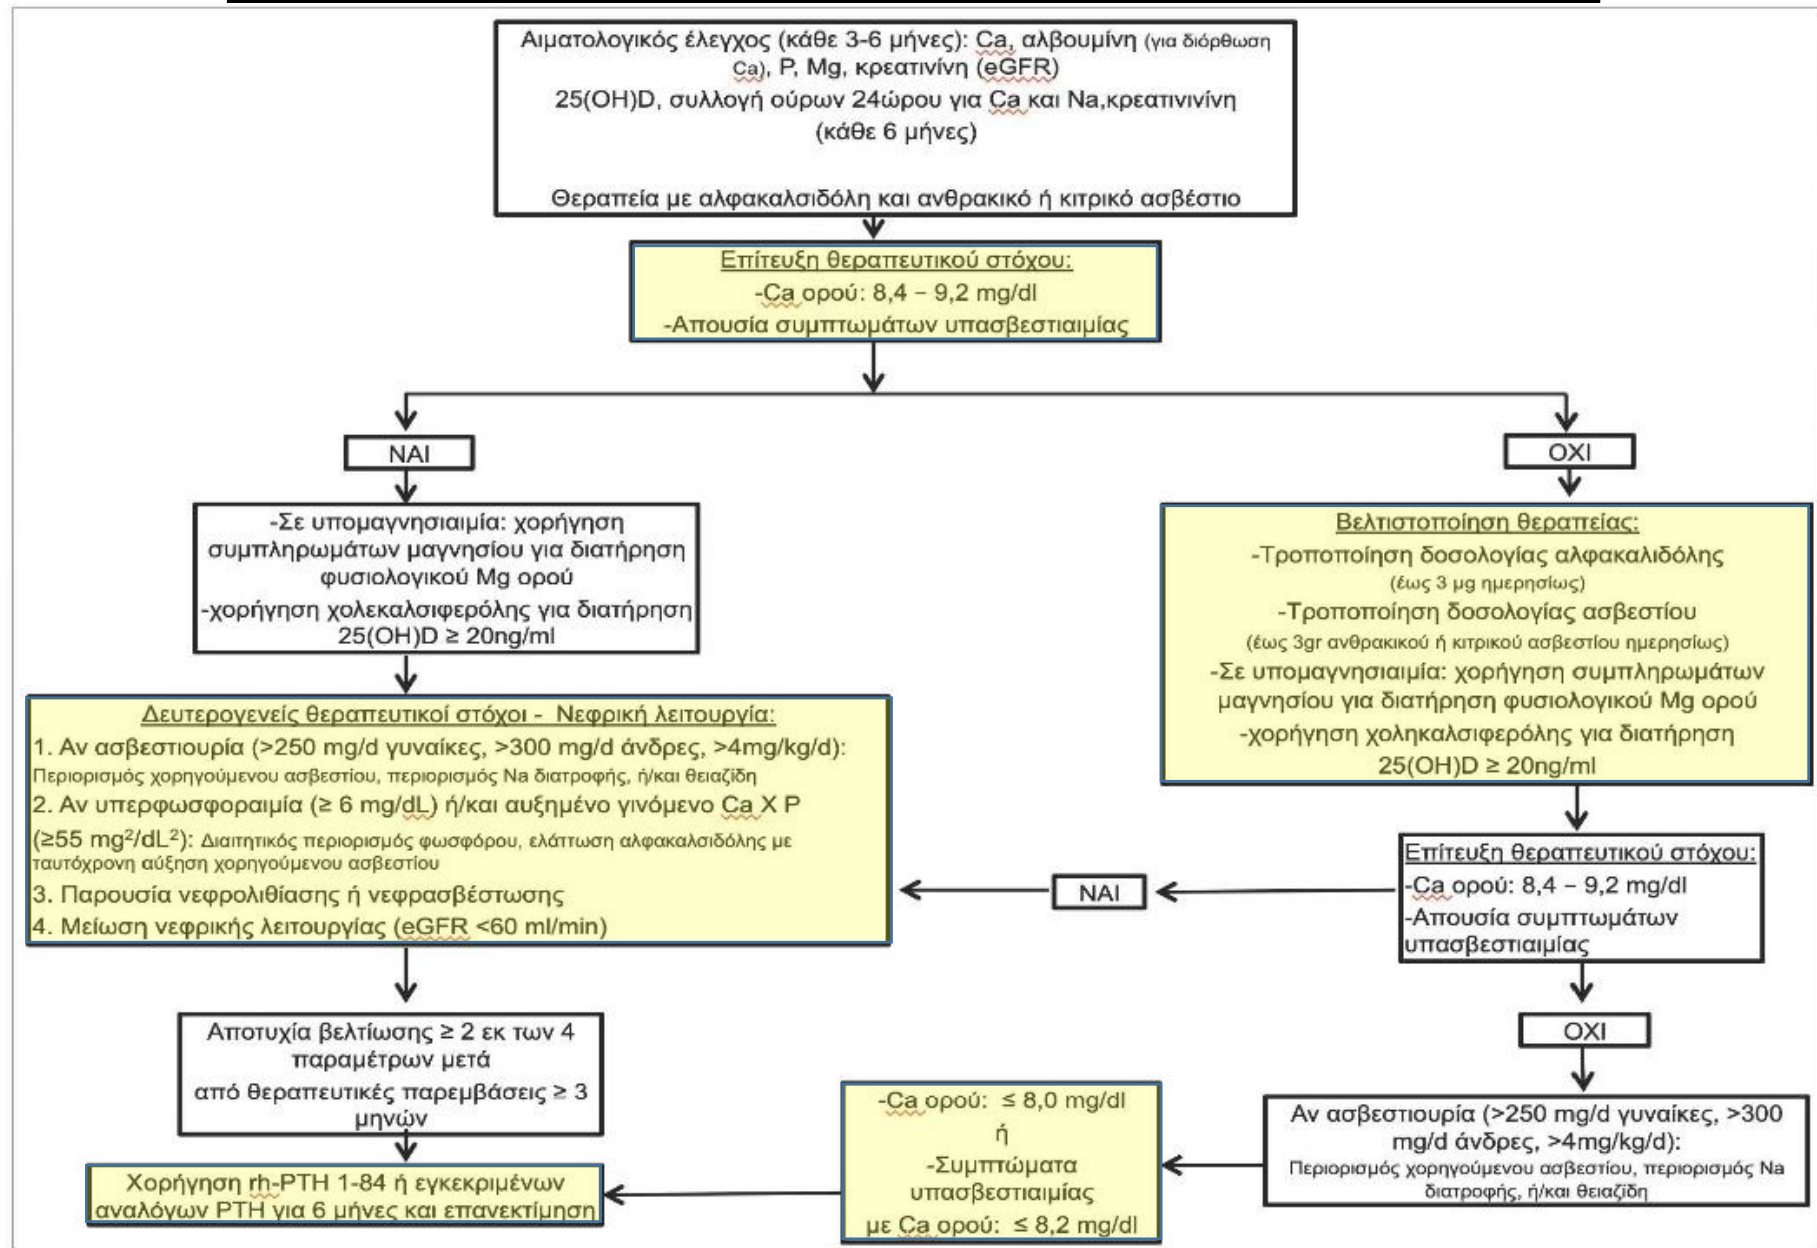 Αιματολογικός έλεγχος (κάθε 3-6 μήνες): Ca, αλβουμίνη (για διόρθωση
Ca), P, Mg, κρεατινίνη (eGFR)
25(OH)D, συλλογή ούρων 24ώρου για Ca και Na,κρεατινινίνη
(κάθε 6 μήνες)
Θεραπεία με αλφακαλσιδόλη και ανθρακικό ή κιτρικό ασβέστιο
Επίτευξη θεραπευτικού στόχου:
-Ca ορού: 8,4 – 9,2 mg/dl
-Απουσία συμπτωμάτων υπασβεστιαιμίας
ΝΑΙ
ΟΧΙ
-Σε υπομαγνησιαιμία: χορήγηση
συμπληρωμάτων μαγνησίου για διατήρηση
φυσιολογικού Mg ορού
-χορήγηση χολεκαλσιφερόλης για διατήρηση
25(OH)D ≥ 20ng/ml
Βελτιστοποίηση θεραπείας:
-Τροποποίηση δοσολογίας αλφακαλιδόλης
(έως 3 μg ημερησίως)
-Τροποποίηση δοσολογίας ασβεστίου
(έως 3gr ανθρακικού ή κιτρικού ασβεστίου ημερησίως)
-Σε υπομαγνησιαιμία: χορήγηση συμπληρωμάτων
μαγνησίου για διατήρηση φυσιολογικού Mg ορού
-χορήγηση χοληκαλσιφερόλης για διατήρηση
25(OH)D ≥ 20ng/ml
Δευτερογενείς θεραπευτικοί στόχοι - Νεφρική λειτουργία:
1. Αν ασβεστιουρία (>250 mg/d γυναίκες, >300 mg/d άνδρες, >4mg/kg/d):
Περιορισμός χορηγούμενου ασβεστίου, περιορισμός Na διατροφής, ή/και θειαζίδη
2. Αν υπερφωσφοραιμία (≥ 6 mg/dL) ή/και αυξημένο γινόμενο Ca X P
(≥55 mg²/dL²): Διαιτητικός περιορισμός φωσφόρου, ελάττωση αλφακαλσιδόλης με
ταυτόχρονη αύξηση χορηγούμενου ασβεστίου
3. Παρουσία νεφρολιθίασης ή νεφρασβέστωσης
4. Μείωση νεφρικής λειτουργίας (eGFR <60 ml/min)
ΝΑΙ
Επίτευξη θεραπευτικού στόχου:
-Ca ορού: 8,4 – 9,2 mg/dl
-Απουσία συμπτωμάτων
υπασβεστιαιμίας
ΟΧΙ
Αποτυχία βελτίωσης ≥ 2 εκ των 4
παραμέτρων μετά
από θεραπευτικές παρεμβάσεις ≥ 3
μηνών
-Ca ορού: ≤ 8,0 mg/dl
ή
-Συμπτώματα
υπασβεστιαιμίας
με Ca ορού: ≤ 8,2 mg/dl
Αν ασβεστιουρία (>250 mg/d γυναίκες, >300
mg/d άνδρες, >4mg/kg/d):
Περιορισμός χορηγούμενου ασβεστίου, περιορισμός Na
διατροφής, ή/και θειαζίδη
Χορήγηση rh-PTH 1-84 ή εγκεκριμένων
αναλόγων PTH για 6 μήνες και επανεκτίμηση